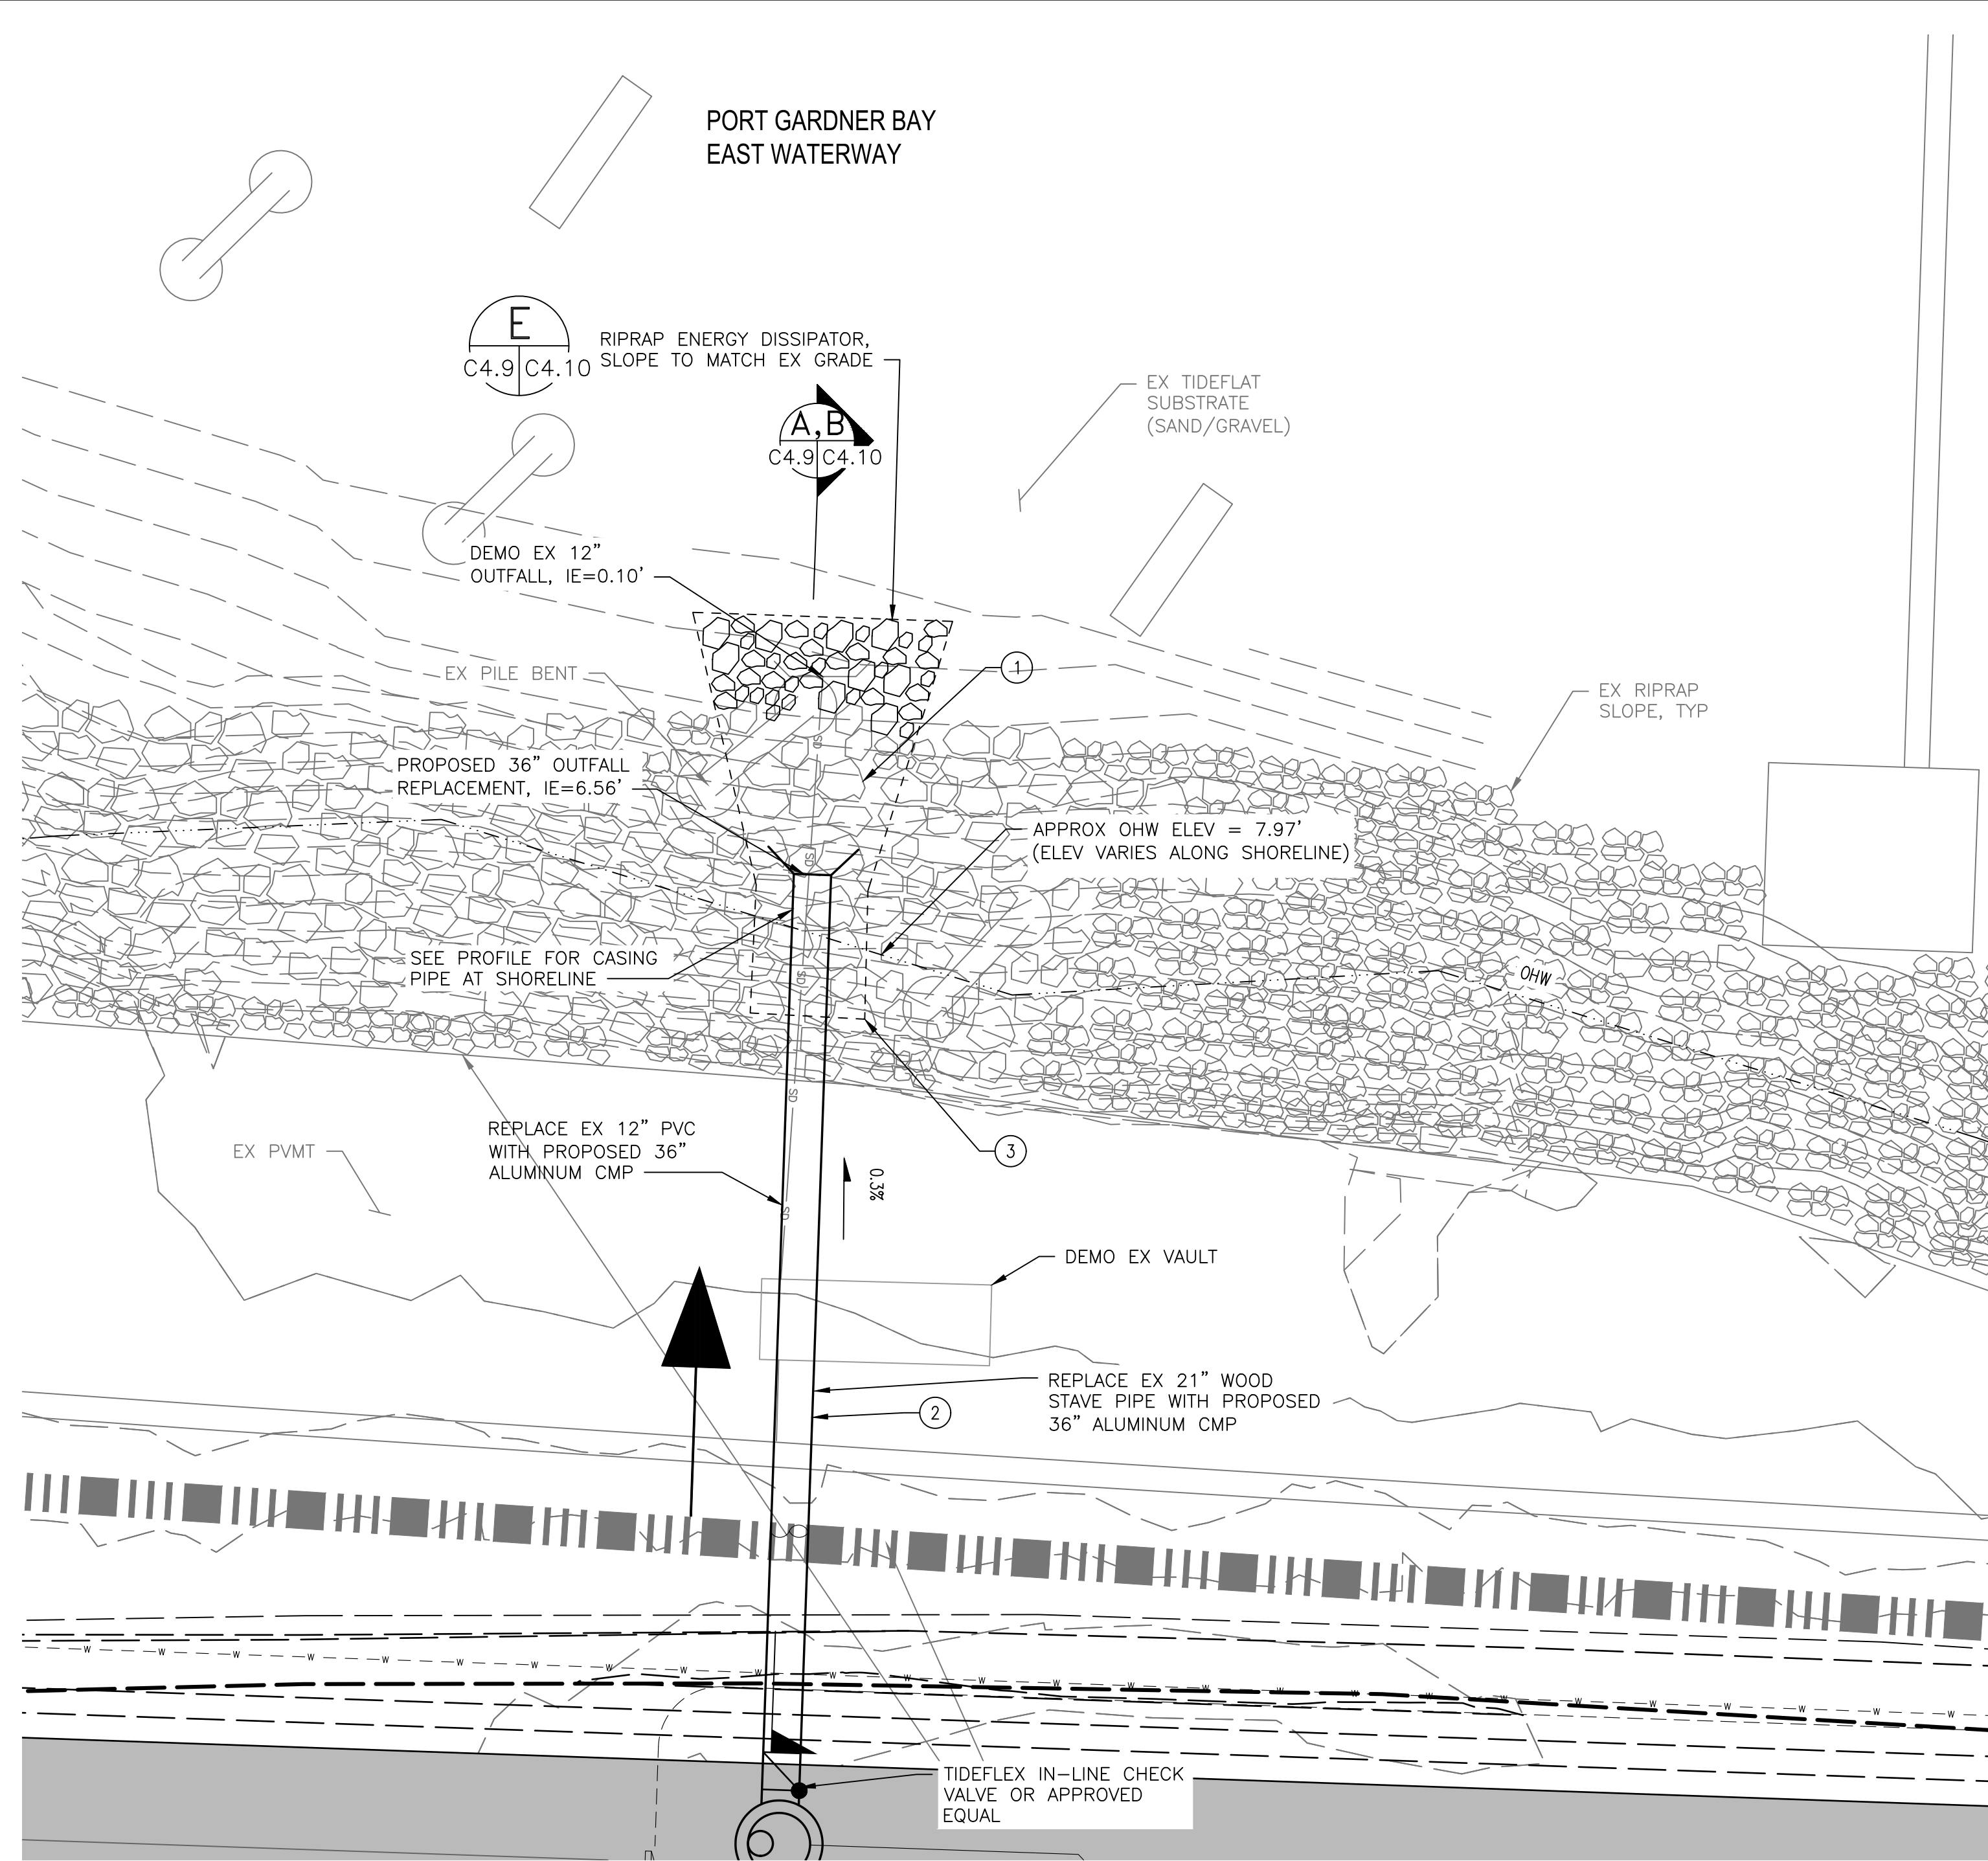 PORT GARDNER BAY
EAST WATERWAY
E
C4.9 C4.10
RIPRAP ENERGY DISSIPATOR,
SLOPE TO MATCH EX GRADE
A,B
C4.9 C4.10
EX TIDEFLAT
SUBSTRATE
(SAND/GRAVEL)
DEMO EX 12"
OUTFALL, IE=0.10'
EX PILE BENT
1
EX RIPRAP
SLOPE, TYP
SD
PROPOSED 36" OUTFALL
REPLACEMENT, IE=6.56'
APPROX OHW ELEV = 7.97'
(ELEV VARIES ALONG SHORELINE)
SD
SEE PROFILE FOR CASING
PIPE AT SHORELINE
SD
OHW
SD
REPLACE EX 12" PVC
WITH PROPOSED 36"
ALUMINUM CMP
EX PVMT
3
0.3%
SD
DEMO EX VAULT
REPLACE EX 21" WOOD
STAVE PIPE WITH PROPOSED
36" ALUMINUM CMP
2
W W W W W W W W W W W W W W W W W W W W W W W W W W
TIDEFLEX IN-LINE CHECK
VALVE OR APPROVED
EQUAL